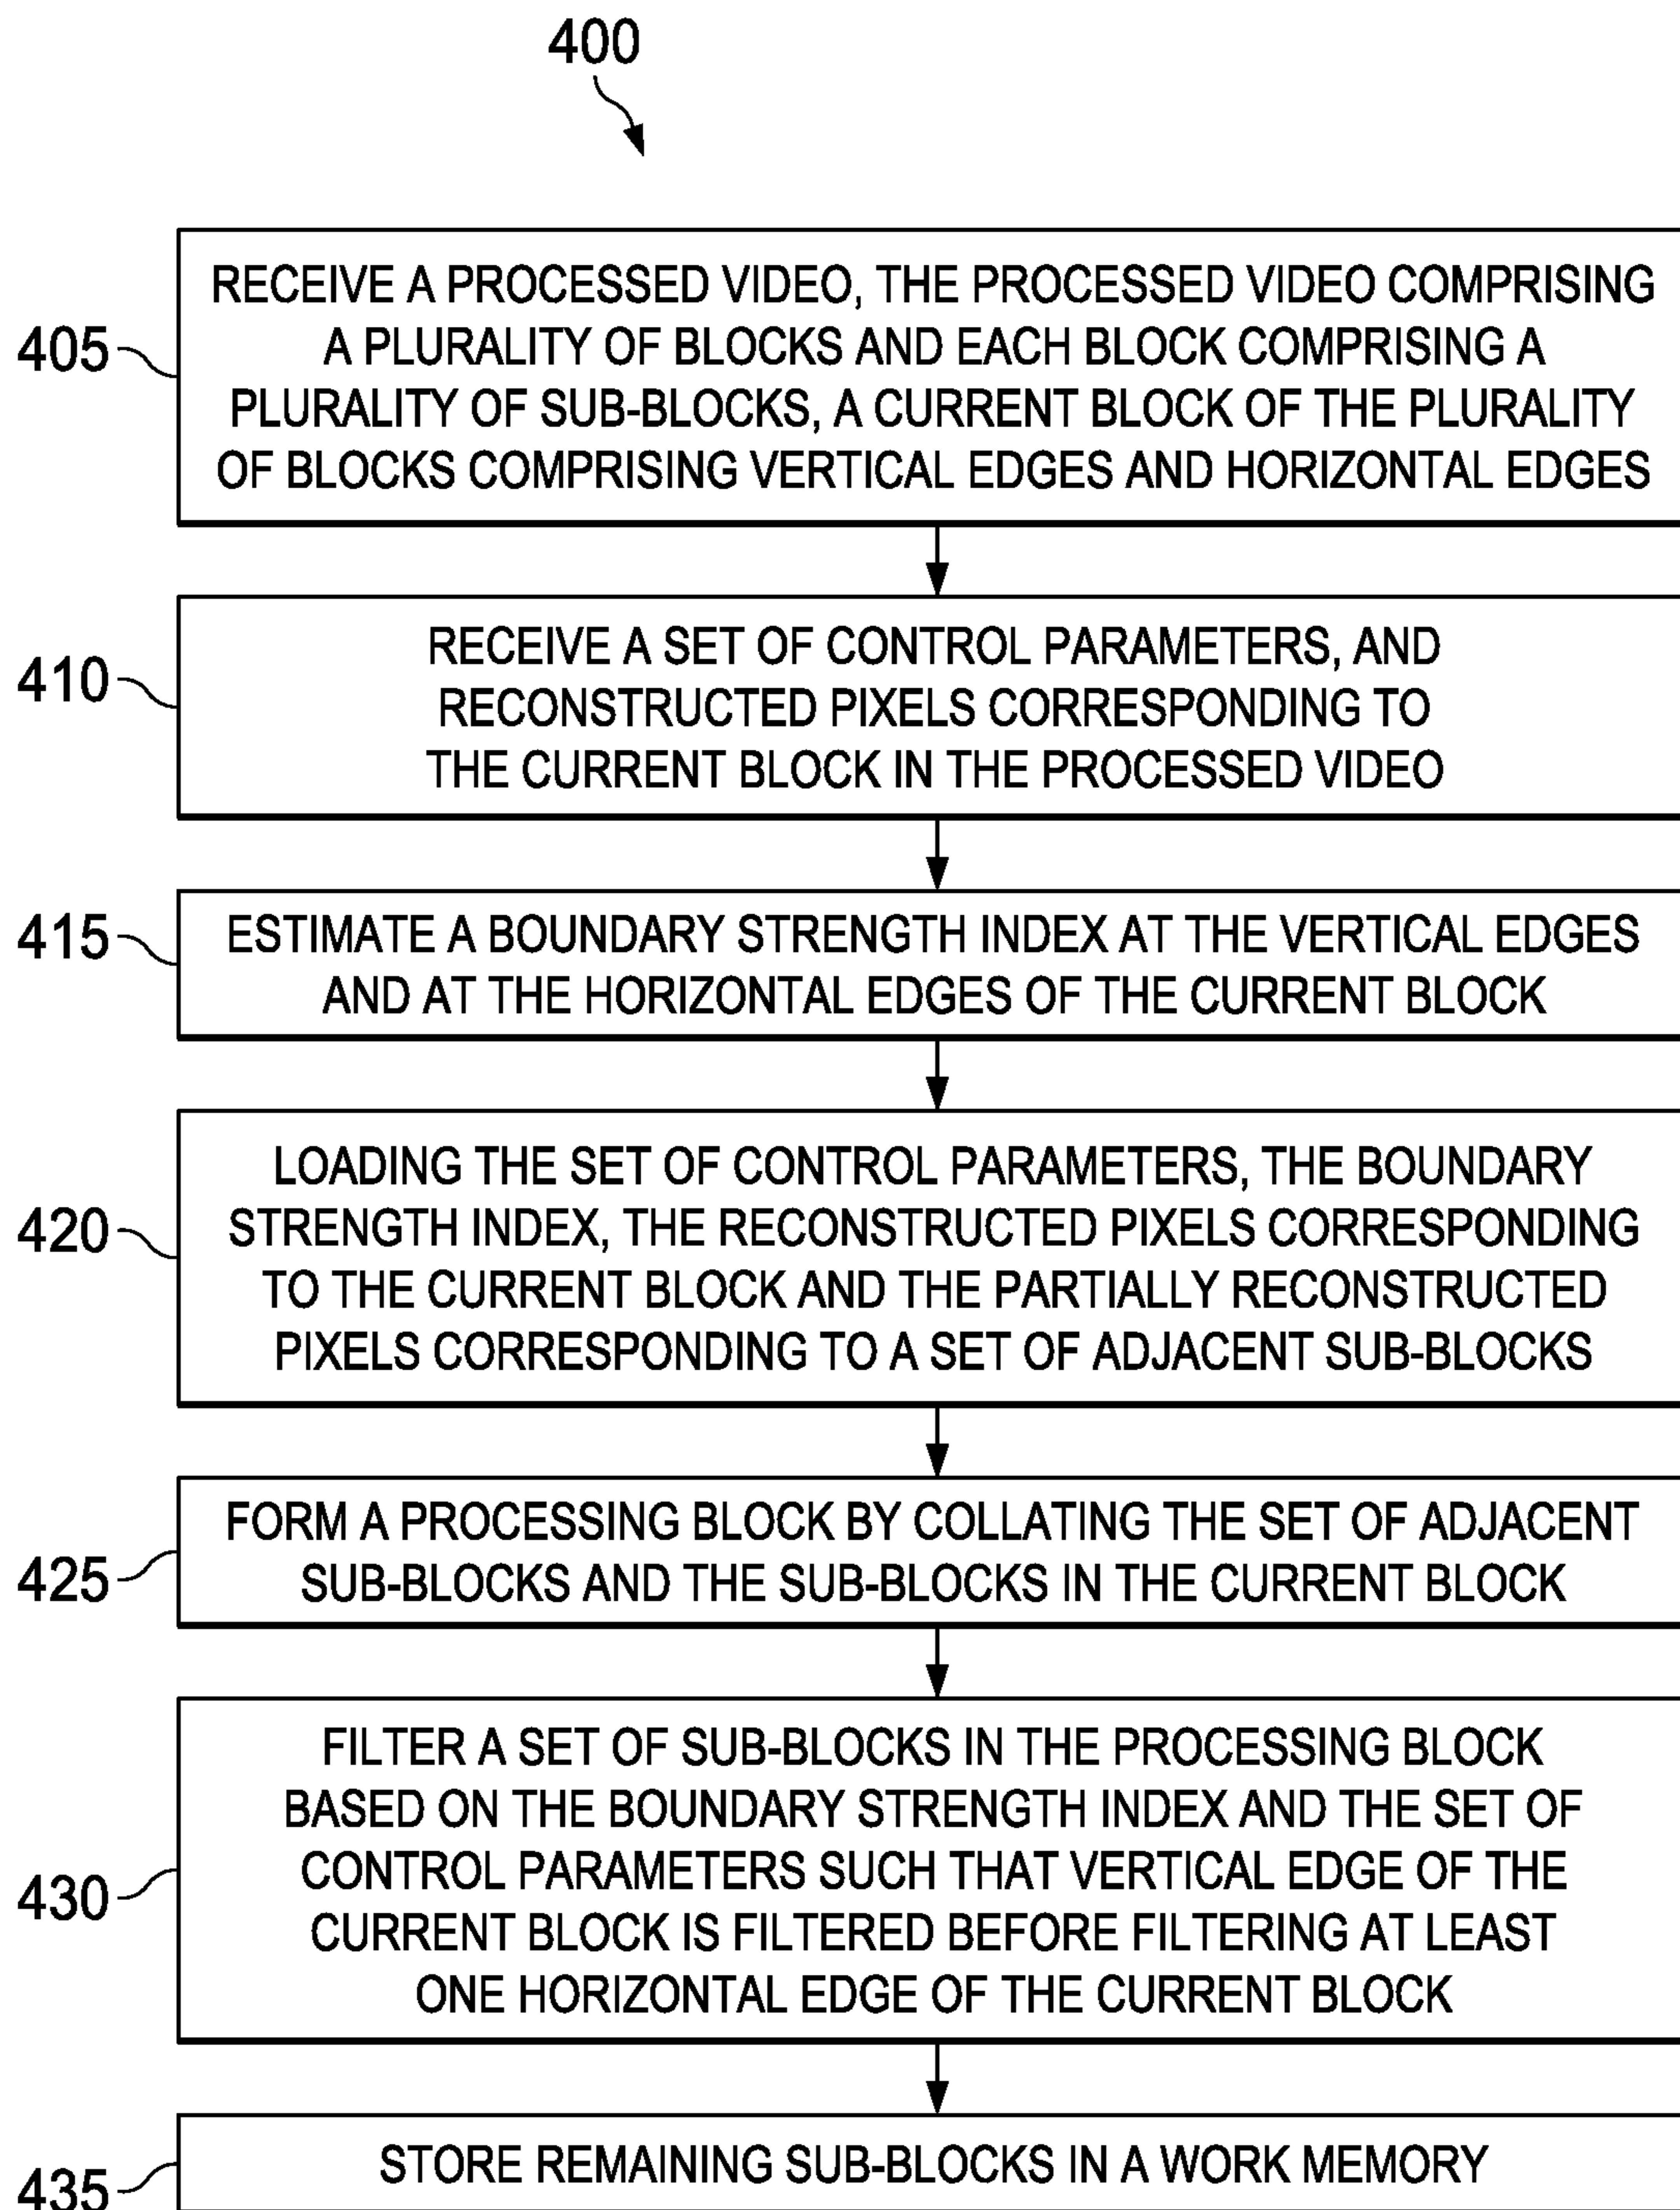 400
405
RECEIVE A PROCESSED VIDEO, THE PROCESSED VIDEO COMPRISING
A PLURALITY OF BLOCKS AND EACH BLOCK COMPRISING A
PLURALITY OF SUB-BLOCKS, A CURRENT BLOCK OF THE PLURALITY
OF BLOCKS COMPRISING VERTICAL EDGES AND HORIZONTAL EDGES
410
RECEIVE A SET OF CONTROL PARAMETERS, AND
RECONSTRUCTED PIXELS CORRESPONDING TO
THE CURRENT BLOCK IN THE PROCESSED VIDEO
415
ESTIMATE A BOUNDARY STRENGTH INDEX AT THE VERTICAL EDGES
AND AT THE HORIZONTAL EDGES OF THE CURRENT BLOCK
420
LOADING THE SET OF CONTROL PARAMETERS, THE BOUNDARY
STRENGTH INDEX, THE RECONSTRUCTED PIXELS CORRESPONDING
TO THE CURRENT BLOCK AND THE PARTIALLY RECONSTRUCTED
PIXELS CORRESPONDING TO A SET OF ADJACENT SUB-BLOCKS
425
FORM A PROCESSING BLOCK BY COLLATING THE SET OF ADJACENT
SUB-BLOCKS AND THE SUB-BLOCKS IN THE CURRENT BLOCK
430
FILTER A SET OF SUB-BLOCKS IN THE PROCESSING BLOCK
BASED ON THE BOUNDARY STRENGTH INDEX AND THE SET OF
CONTROL PARAMETERS SUCH THAT VERTICAL EDGE OF THE
CURRENT BLOCK IS FILTERED BEFORE FILTERING AT LEAST
ONE HORIZONTAL EDGE OF THE CURRENT BLOCK
435
STORE REMAINING SUB-BLOCKS IN A WORK MEMORY